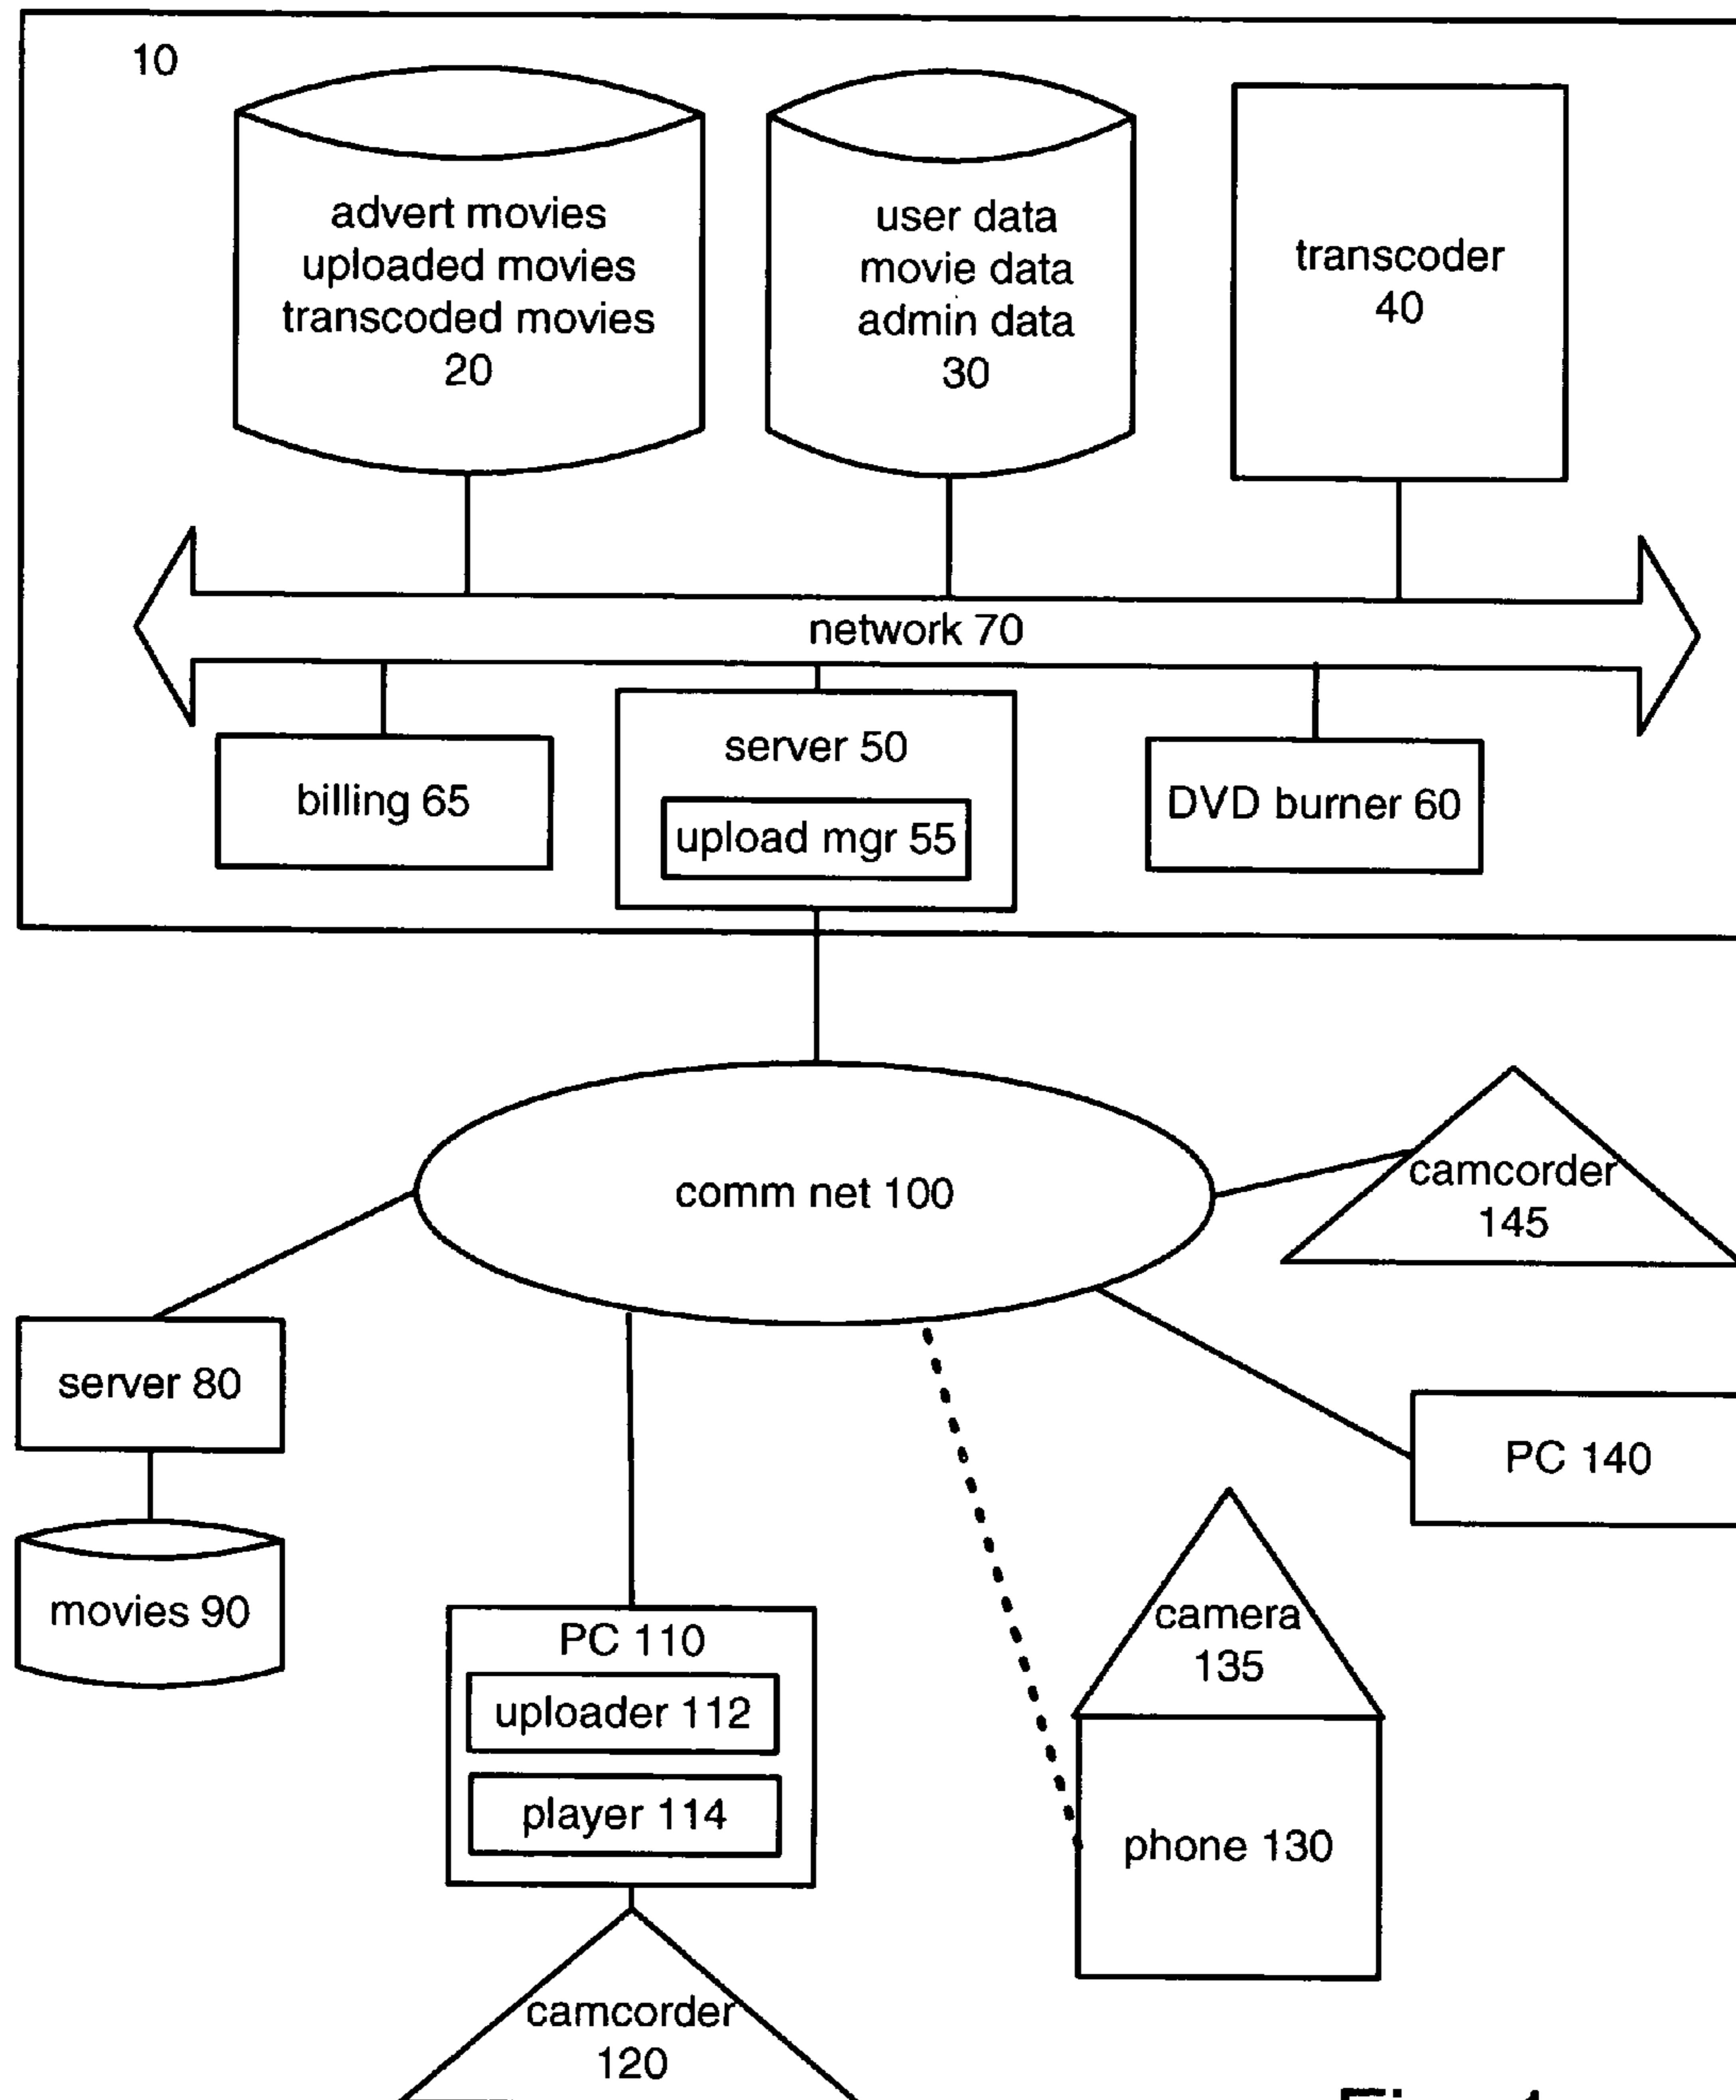 10
advert movies
uploaded movies
transcoded movies
20
user data
movie data
admin data
30
transcoder
40
network 70
billing 65
server 50
upload mgr 55
DVD burner 60
comm net 100
camcorder
145
server 80
PC 140
movies 90
camera
135
PC 110
uploader 112
player 114
phone 130
camcorder
120